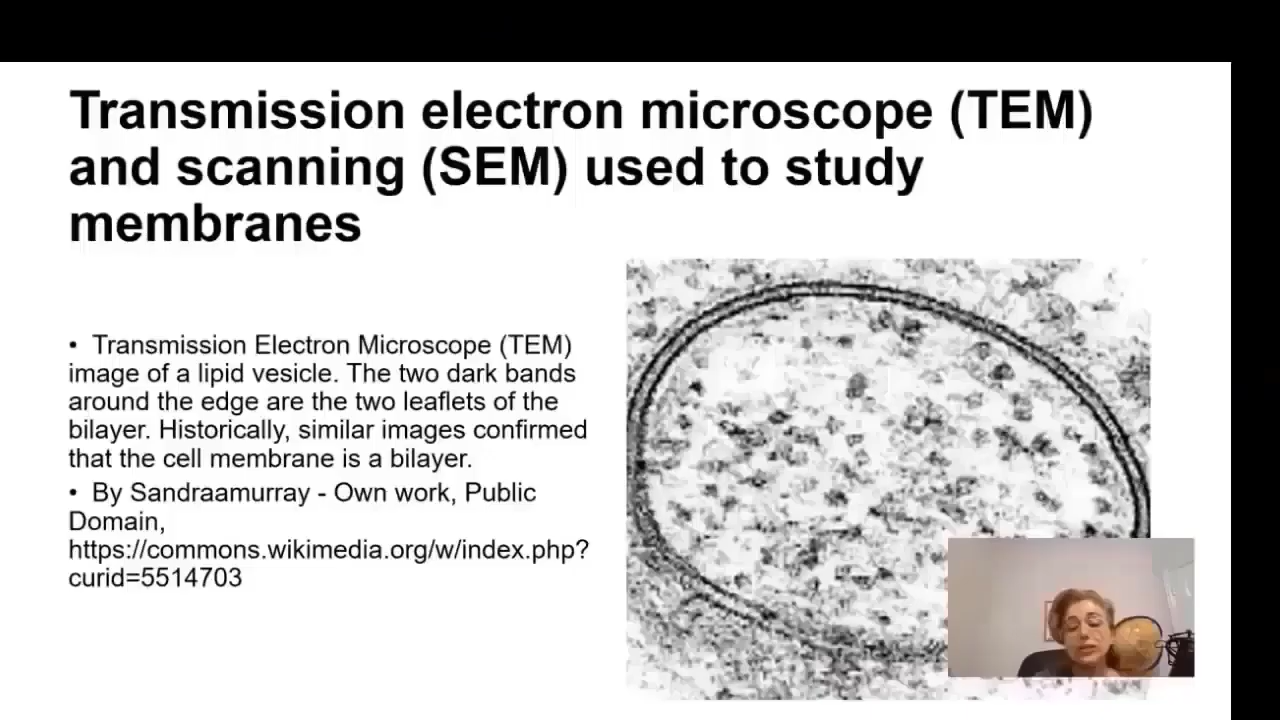 Transmission electron microscope (TEM)
and scanning (SEM) used to study
membranes
• Transmission Electron Microscope (TEM)
image of a lipid vesicle. The two dark bands
around the edge are the two leaflets of the
bilayer. Historically, similar images confirmed
that the cell membrane is a bilayer.
• By Sandraamurray - Own work, Public
Domain,
https://commons.wikimedia.org/w/index.php?
curid=5514703